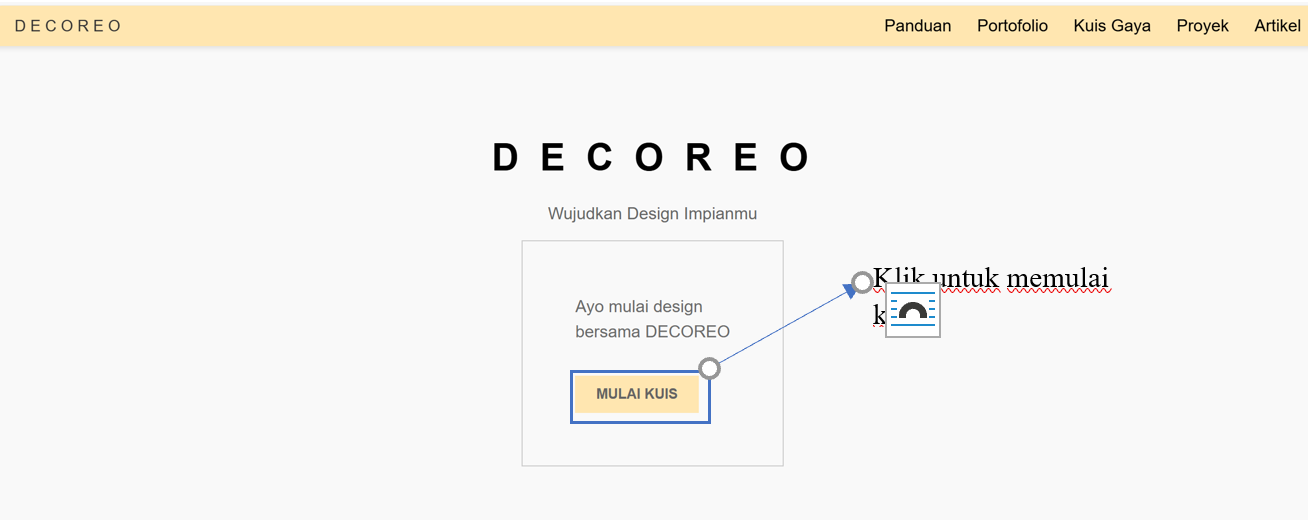 DECOREO
Panduan Portofolio Kuis Gaya Proyek Artikel
DECOREO
Wujudkan Design Impianmu
Klik untuk memulai
Ayo mulai design
bersama DECOREO
MULAI KUIS